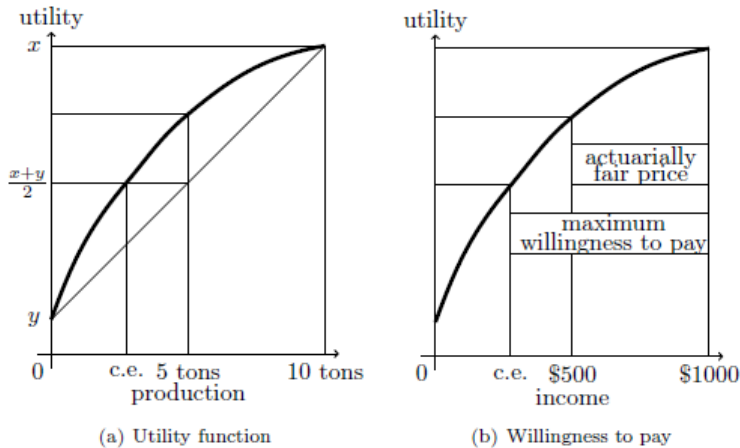 utility
x
x+y
2
y
0
c.e.
5 tons
10 tons
production
(a) Utility function
utility
actuarially
fair price
maximum
willingness to pay
0
c.e.
$500
$1000
income
(b) Willingness to pay